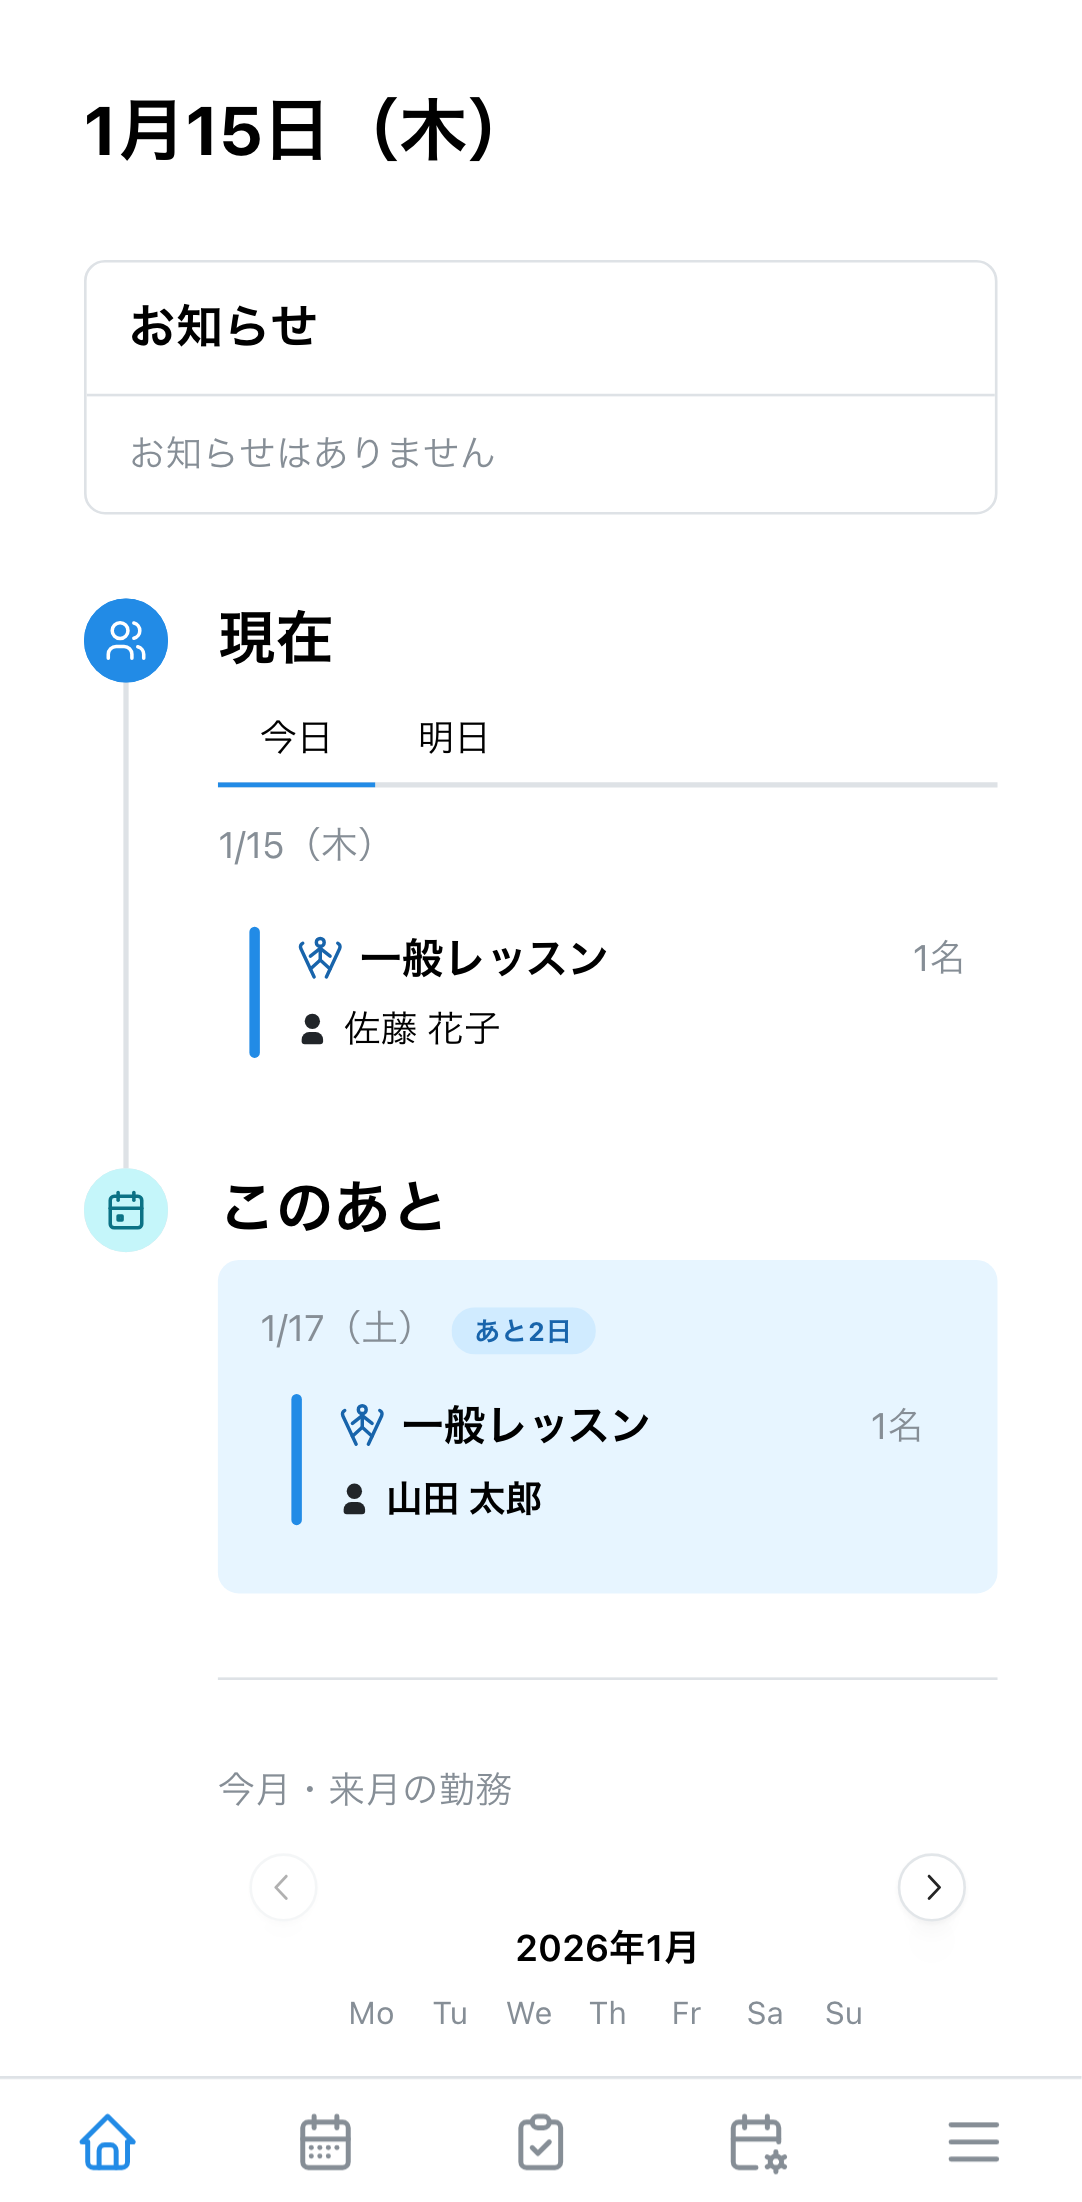 1月15日（木）
お知らせ
お知らせはありません
現在
今日 明日
1/15（木）
一般レッスン 1名
佐藤 花子
このあと
1/17（土） あと2日
一般レッスン 1名
山田 太郎
今月・来月の勤務
2026年1月
Mo Tu We Th Fr Sa Su